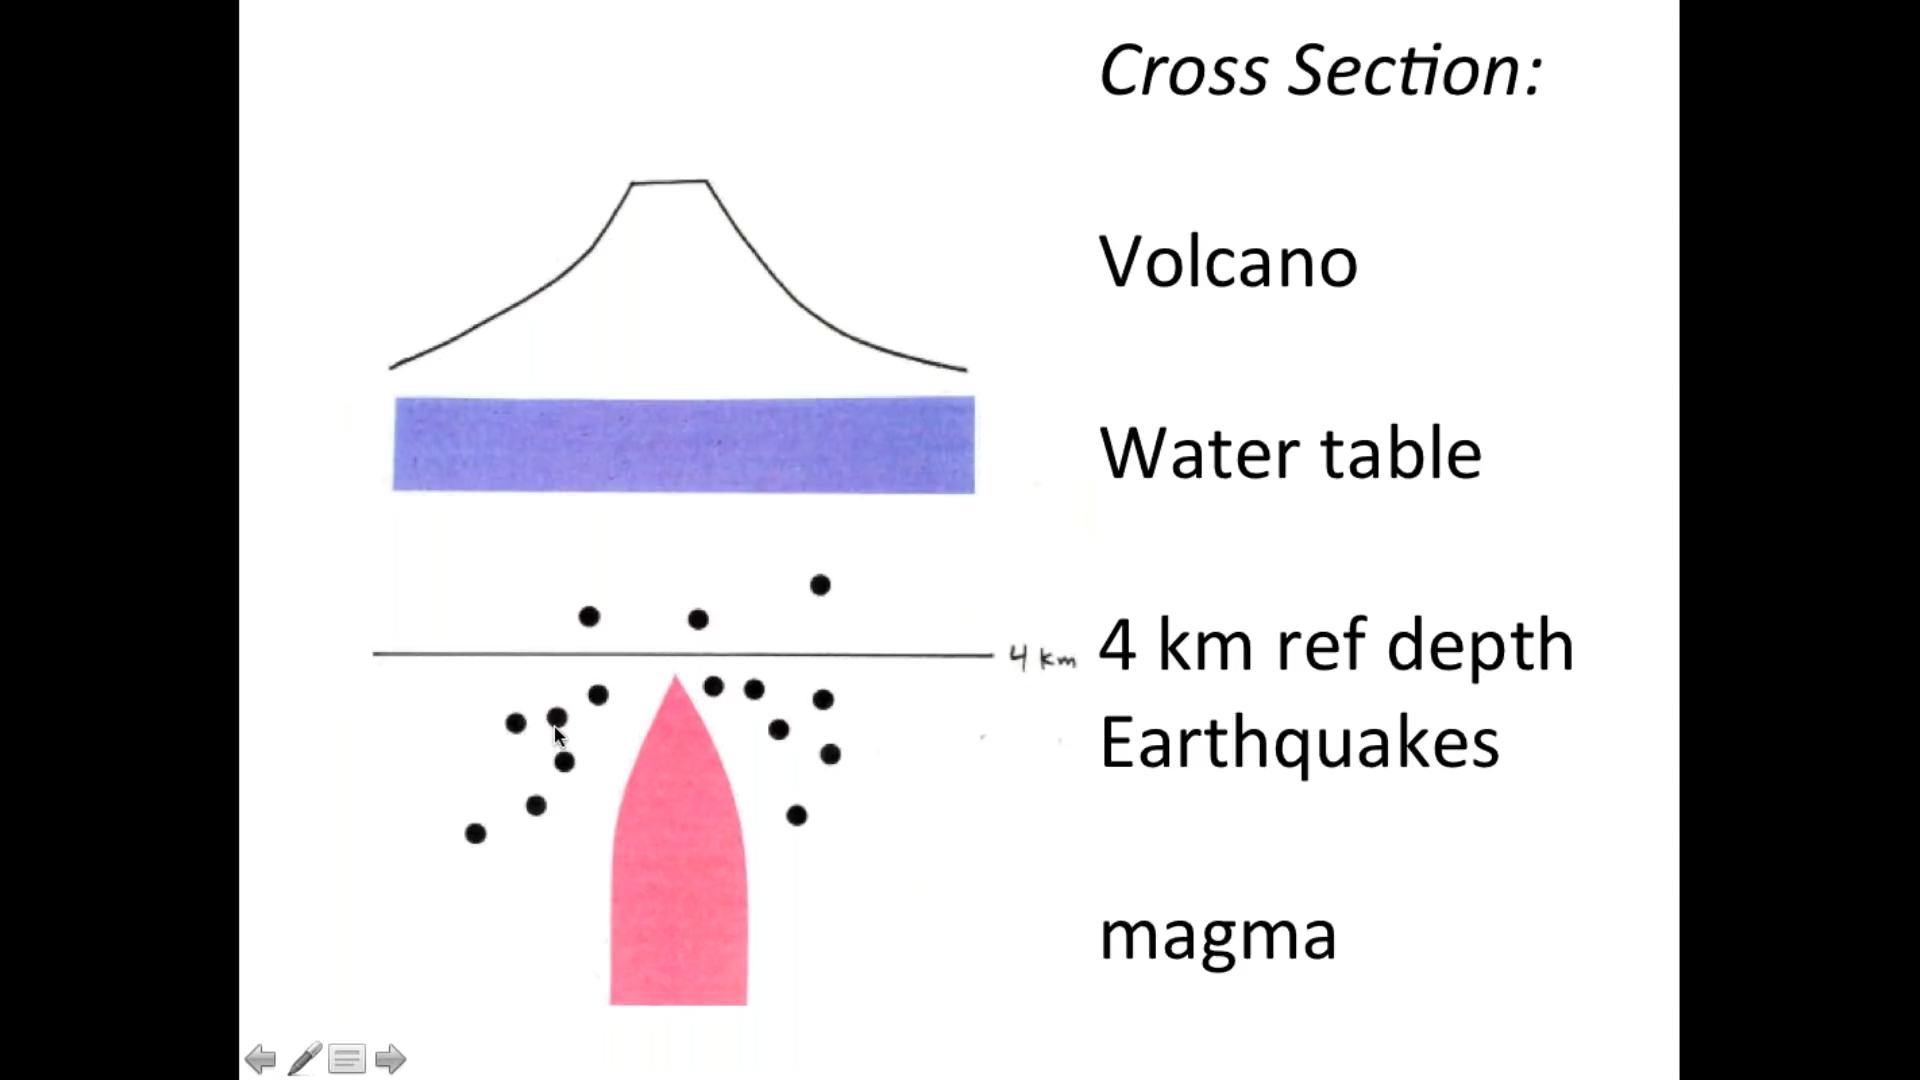 Cross Section:
Volcano
Water table
4 km
4 km ref depth
Earthquakes
magma